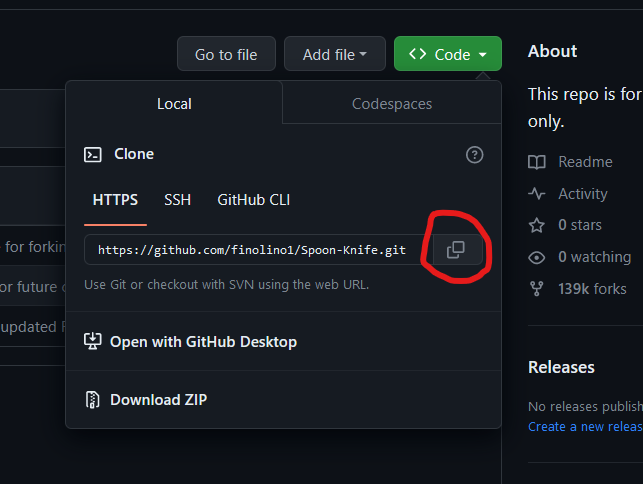 Go to file
Add file
Code
Local
Codespaces
Clone
HTTPS
SSH
GitHub CLI
https://github.com/finolino1/Spoon-Knife.git
Use Git or checkout with SVN using the web URL.
Open with GitHub Desktop
Download ZIP
for forkin
or future
updated
About
This repo is for
only.
Readme
Activity
0 stars
0 watching
139k forks
Releases
No releases publish
Create a new releas